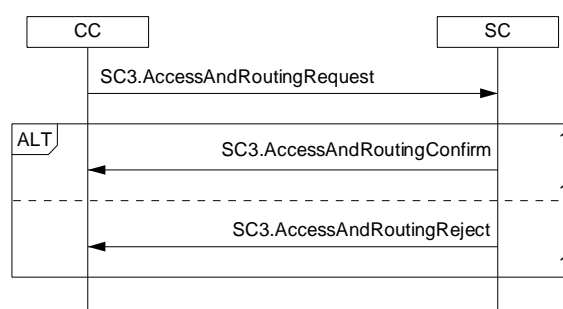 CC
SC
SC3.AccessAndRoutingRequest
ALT
SC3.AccessAndRoutingConfirm
SC3.AccessAndRoutingReject